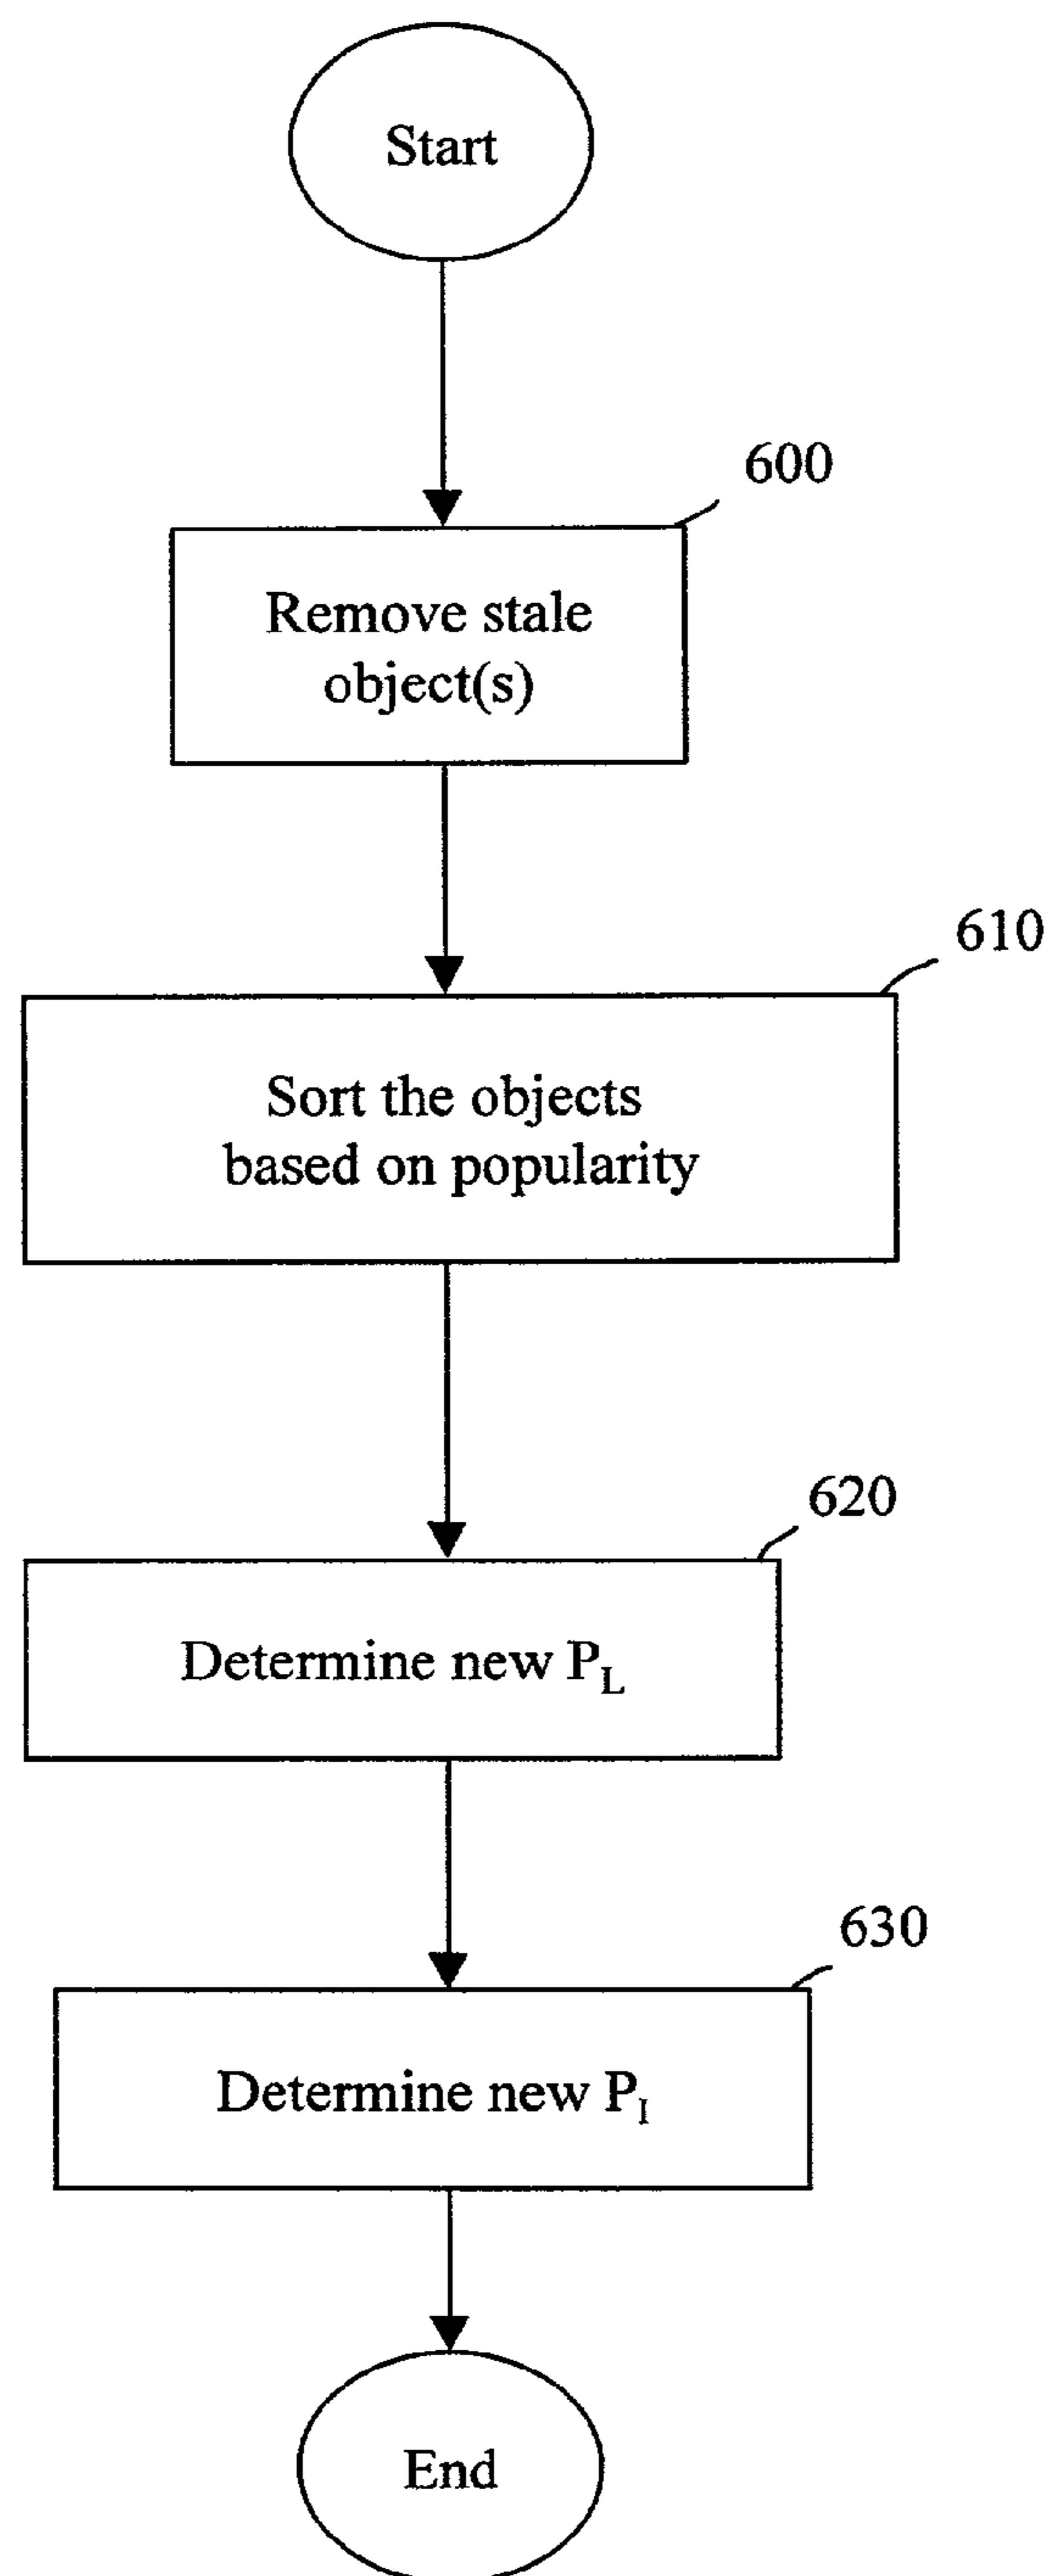 Start
600
Remove stale
object(s)
610
Sort the objects
based on popularity
620
Determine new P_L
630
Determine new P_I
End